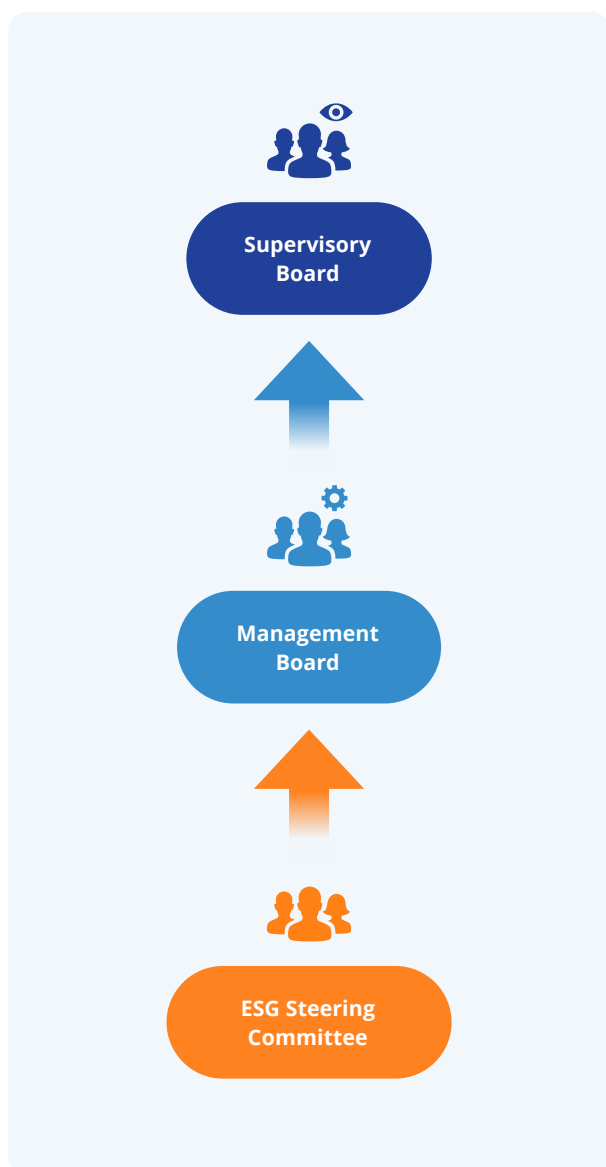 Supervisory
Board
Management
Board
ESG Steering
Committee